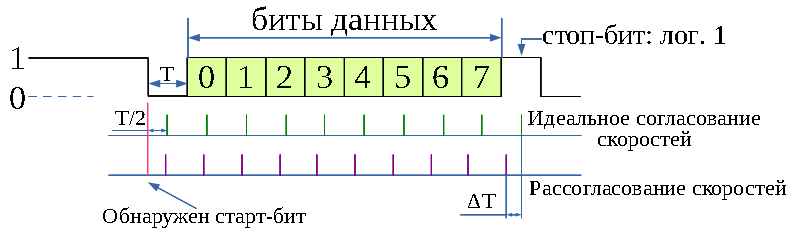 биты данных
стоп-бит: лог. 1
1
T
0 1 2 3 4 5 6 7
0
T/2
Идеальное согласование
скоростей
Рассогласование скоростей
ΔT
Обнаружен старт-бит